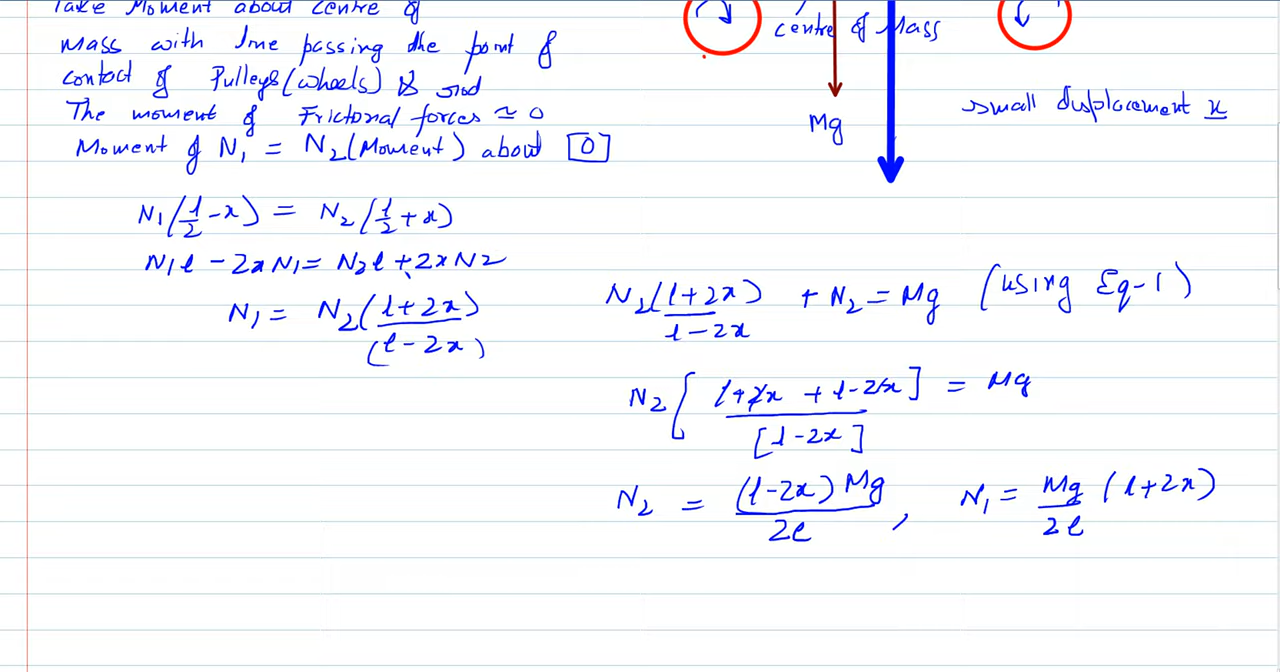 Take Moment about centre of
mass with line passing the point of
contact of Pulleys (wheels) & rod
The moment of Frictional forces ≈ 0
Moment of N₁ = N₂ (Moment) about [0]
centre of Mass
Mg
small displacement x
N₁(l/2 - x) = N₂(l/2 + x)
N₁l - 2xN₁ = N₂l + 2xN2
N₁ = N₂(l+2x)/(l-2x)
N₂(l+2x)/l-2x + N₂ = Mg (using Eq-1)
N₂[l+2x + l-2x]/[l-2x] = Mg
N₂ = (l-2x)Mg/2l , N₁ = Mg/2l (l+2x)